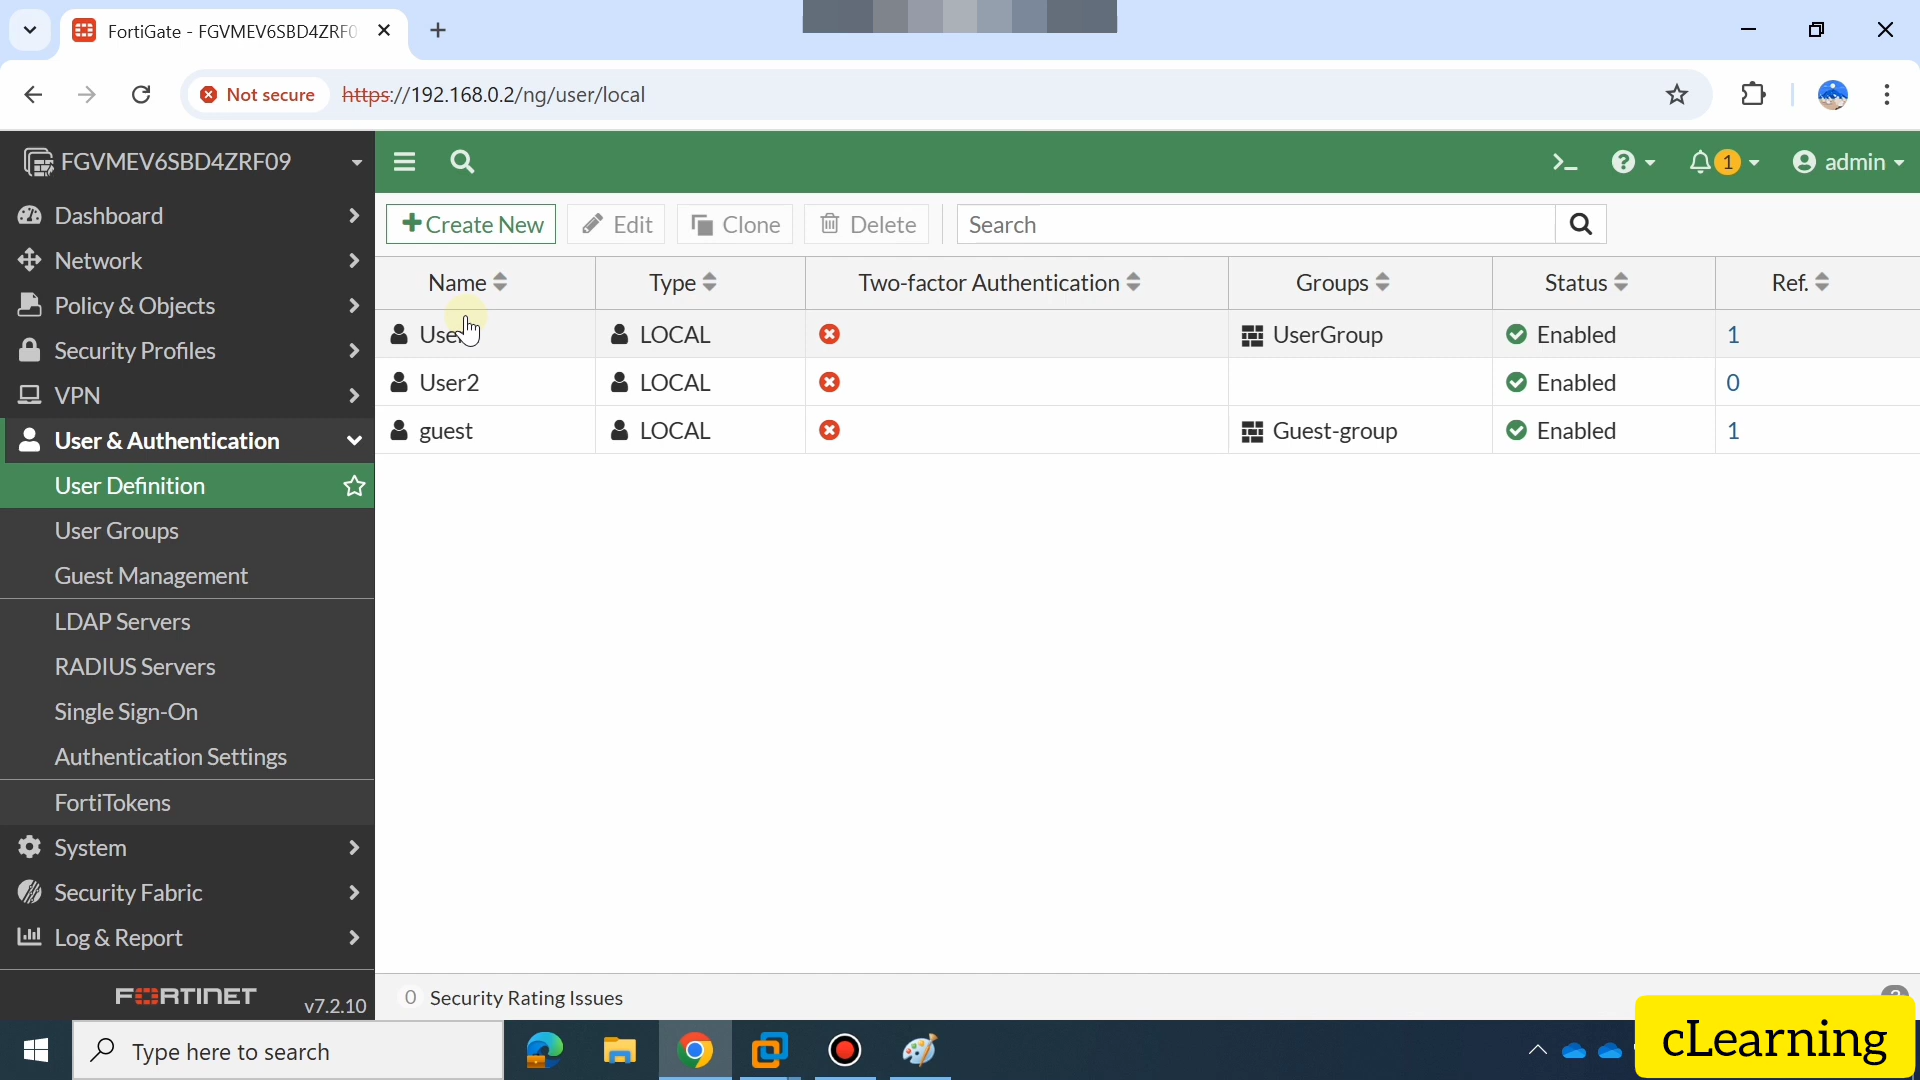 FortiGate - FGVMEV6SBD4ZRF0
Not secure https://192.168.0.2/ng/user/local
FGVMEV6SBD4ZRF09
1 admin
Dashboard
Network
Policy & Objects
Security Profiles
VPN
User & Authentication
User Definition
User Groups
Guest Management
LDAP Servers
RADIUS Servers
Single Sign-On
Authentication Settings
FortiTokens
System
Security Fabric
Log & Report
FORTINET v7.2.10
Create New Edit Clone Delete Search
Name Type Two-factor Authentication Groups Status Ref.
LOCAL UserGroup Enabled 1
User2 LOCAL Enabled 0
guest LOCAL Guest-group Enabled 1
0 Security Rating Issues
Type here to search
cLearning